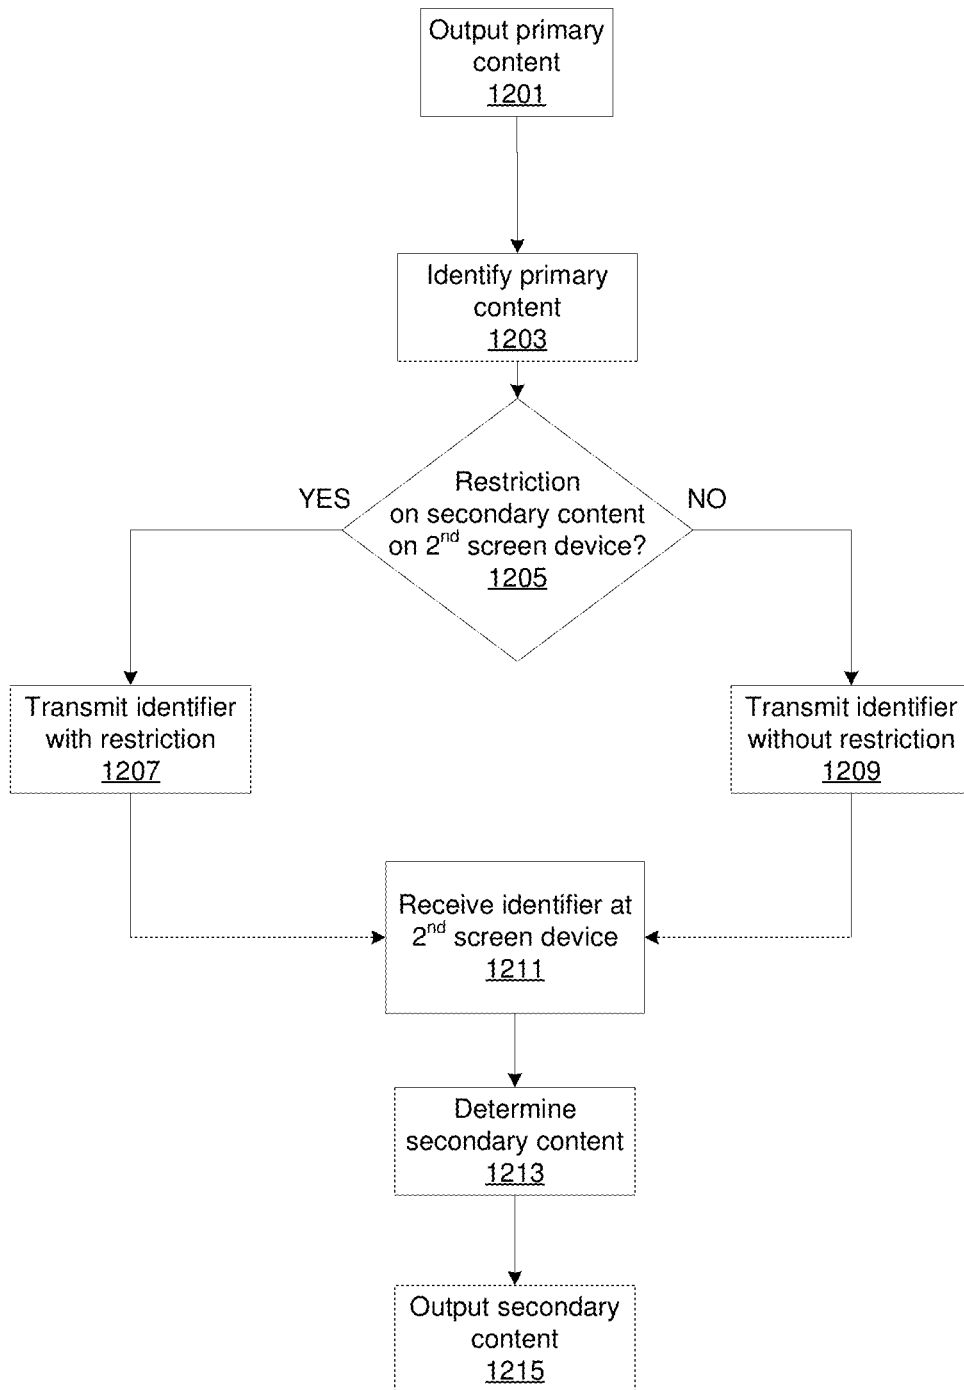 Output primary
content
1201
Identify primary
content
1203
Restriction
on secondary content
on 2nd screen device?
1205
YES
NO
Transmit identifier
with restriction
1207
Transmit identifier
without restriction
1209
Receive identifier at
2nd screen device
1211
Determine
secondary content
1213
Output secondary
content
1215